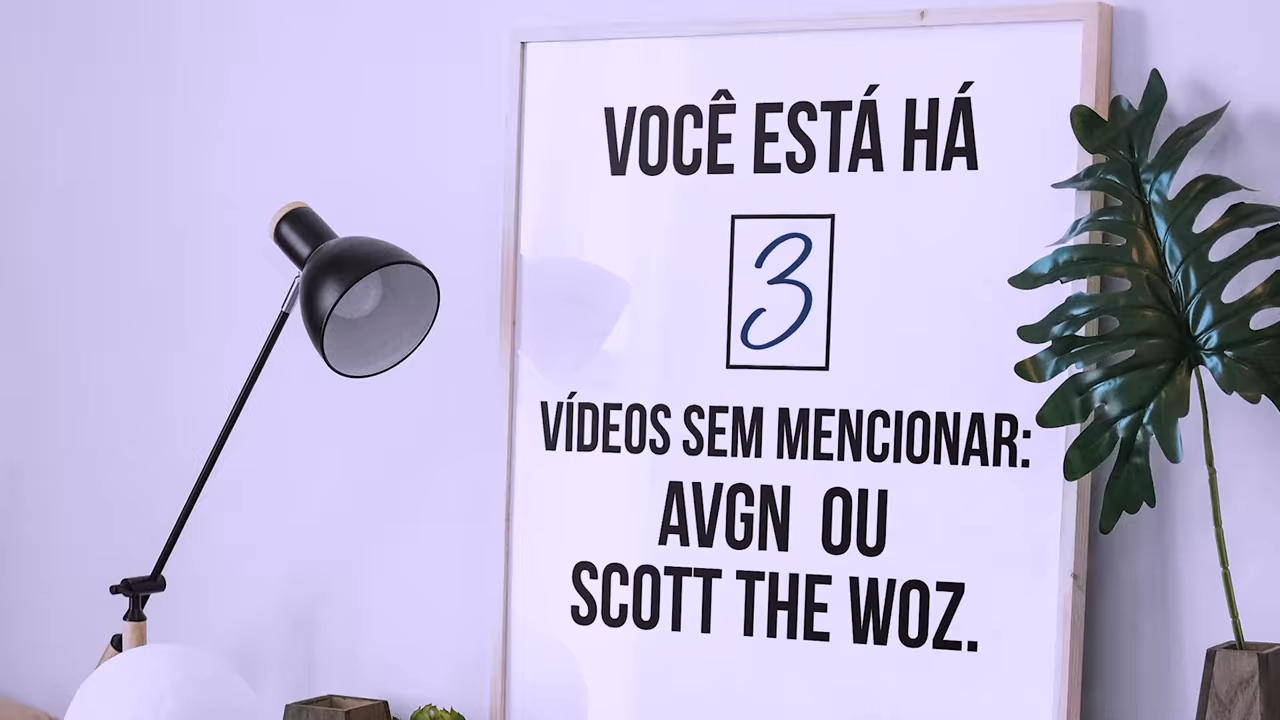 VOCÊ ESTÁ HÁ
3
VÍDEOS SEM MENCIONAR:
AVGN OU
SCOTT THE WOZ.